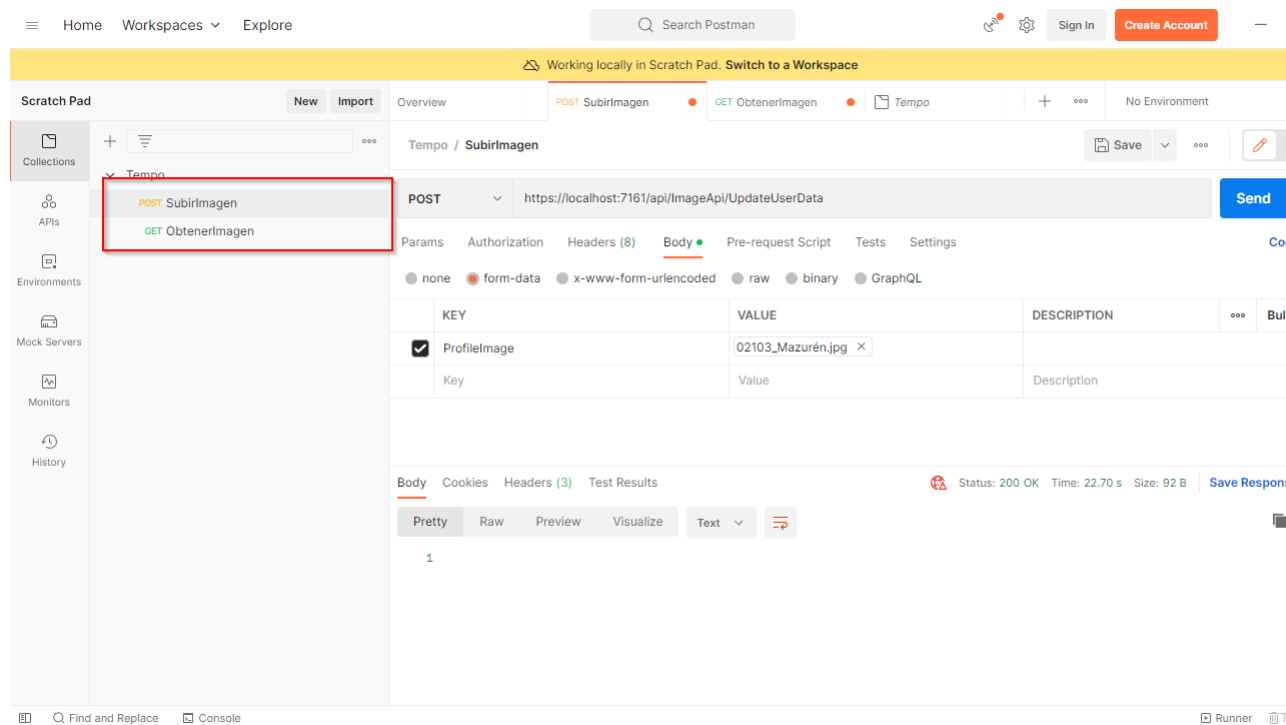 Home Workspaces Explore Search Postman Sign In Create Account
Working locally in Scratch Pad. Switch to a Workspace
Scratch Pad New Import Overview POST SubirImagen GET ObtenerImagen Tempo No Environment
Collections
APIs
Environments
Mock Servers
Monitors
History
Tempo
POST SubirImagen
GET ObtenerImagen
Tempo / SubirImagen Save
POST https://localhost:7161/api/ImageApi/UpdateUserData Send
Params Authorization Headers (8) Body Pre-request Script Tests Settings Co
none form-data x-www-form-urlencoded raw binary GraphQL
KEY VALUE DESCRIPTION Bul
ProfileImage 02103_Mazurén.jpg
Key Value Description
Body Cookies Headers (3) Test Results Status: 200 OK Time: 22.70 s Size: 92 B Save Respons
Pretty Raw Preview Visualize Text
1
Find and Replace Console Runner T